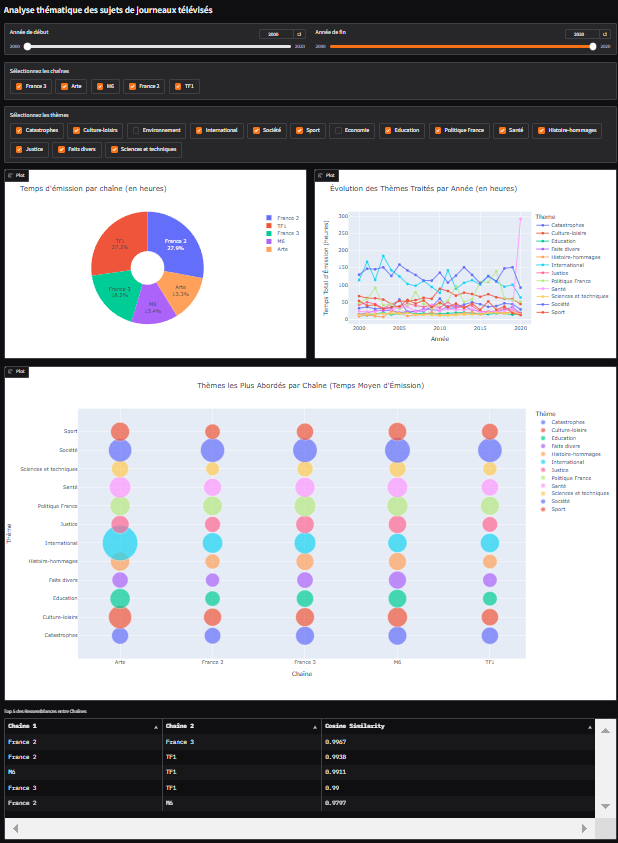 Analyse thématique des sujets de journeaux télévisés
Année de début
2000
↺
2000
2020
Année de fin
2020
↺
2000
2020
Sélectionnez les chaînes
France 3
Arte
M6
France 2
TF1
Sélectionnez les thèmes
Catastrophes
Culture-loisirs
Environnement
International
Société
Sport
Economie
Education
Politique France
Santé
Histoire-hommages
Justice
Faits divers
Sciences et techniques
Plot
Temps d'émission par chaîne (en heures)
France 2
27.9%
TF1
27.2%
France 3
18.2%
M6
13.4%
Arte
13.3%
France 2
TF1
France 3
M6
Arte
Plot
Évolution des Thèmes Traités par Année (en heures)
Temps Total d'Émission (heures)
300
250
200
150
100
50
0
2000
2005
2010
2015
2020
Année
Theme
Catastrophes
Culture-loisirs
Education
Faits divers
Histoire-hommages
International
Justice
Politique France
Santé
Sciences et techniques
Société
Sport
Plot
Thèmes les Plus Abordés par Chaîne (Temps Moyen d'Émission)
Thème
Sport
Société
Sciences et techniques
Santé
Politique France
Justice
International
Histoire-hommages
Faits divers
Education
Culture-loisirs
Catastrophes
Arte
France 2
France 3
M6
TF1
Chaîne
Thème
Catastrophes
Culture-loisirs
Education
Faits divers
Histoire-hommages
International
Justice
Politique France
Santé
Sciences et techniques
Société
Sport
Top 5 des Ressemblances entre Chaînes
Chaîne 1
Chaîne 2
Cosine Similarity
France 2
France 3
0.9967
France 2
TF1
0.9938
M6
TF1
0.9911
France 3
TF1
0.99
France 2
M6
0.9797